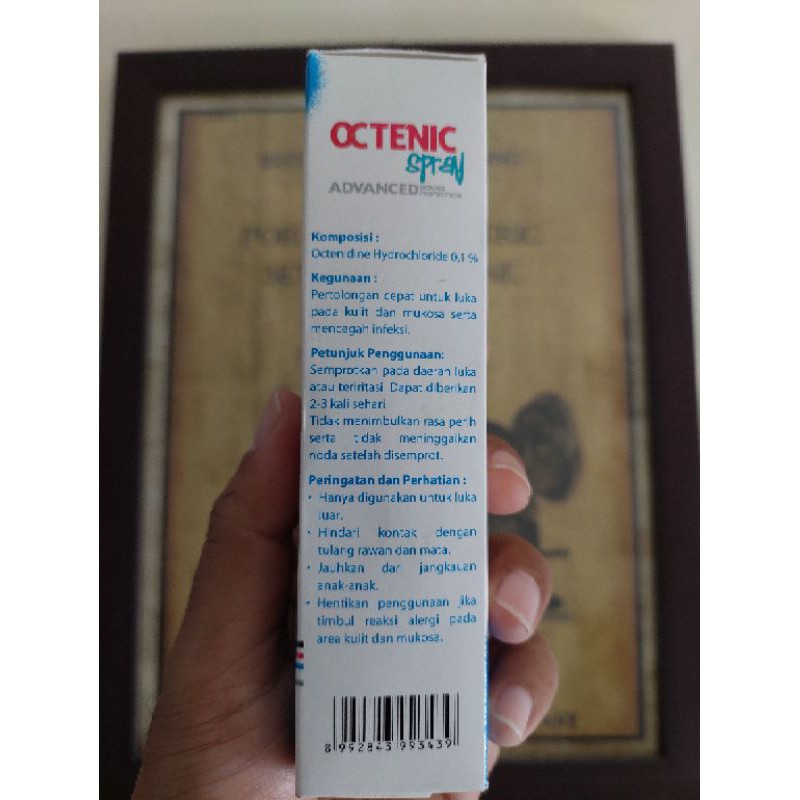 OCTENIC
spray
ADVANCED
Komposisi :
Octenidine Hydrochloride 0,1 %
Kegunaan :
Pertolongan cepat untuk luka
pada kulit dan mukosa serta
mencegah infeksi.
Petunjuk Penggunaan:
Semprotkan pada daerah luka
atau teriritasi. Dapat diberikan
2-3 kali sehari.
Tidak menimbulkan rasa perih
serta tidak meninggalkan
noda setelah disemprot.
Peringatan dan Perhatian :
• Hanya digunakan untuk luka
luar.
• Hindari kontak dengan
tulang rawan dan mata.
• Jauhkan dari jangkauan
anak-anak.
• Hentikan penggunaan jika
timbul reaksi alergi pada
area kulit dan mukosa.
8 992843 993439